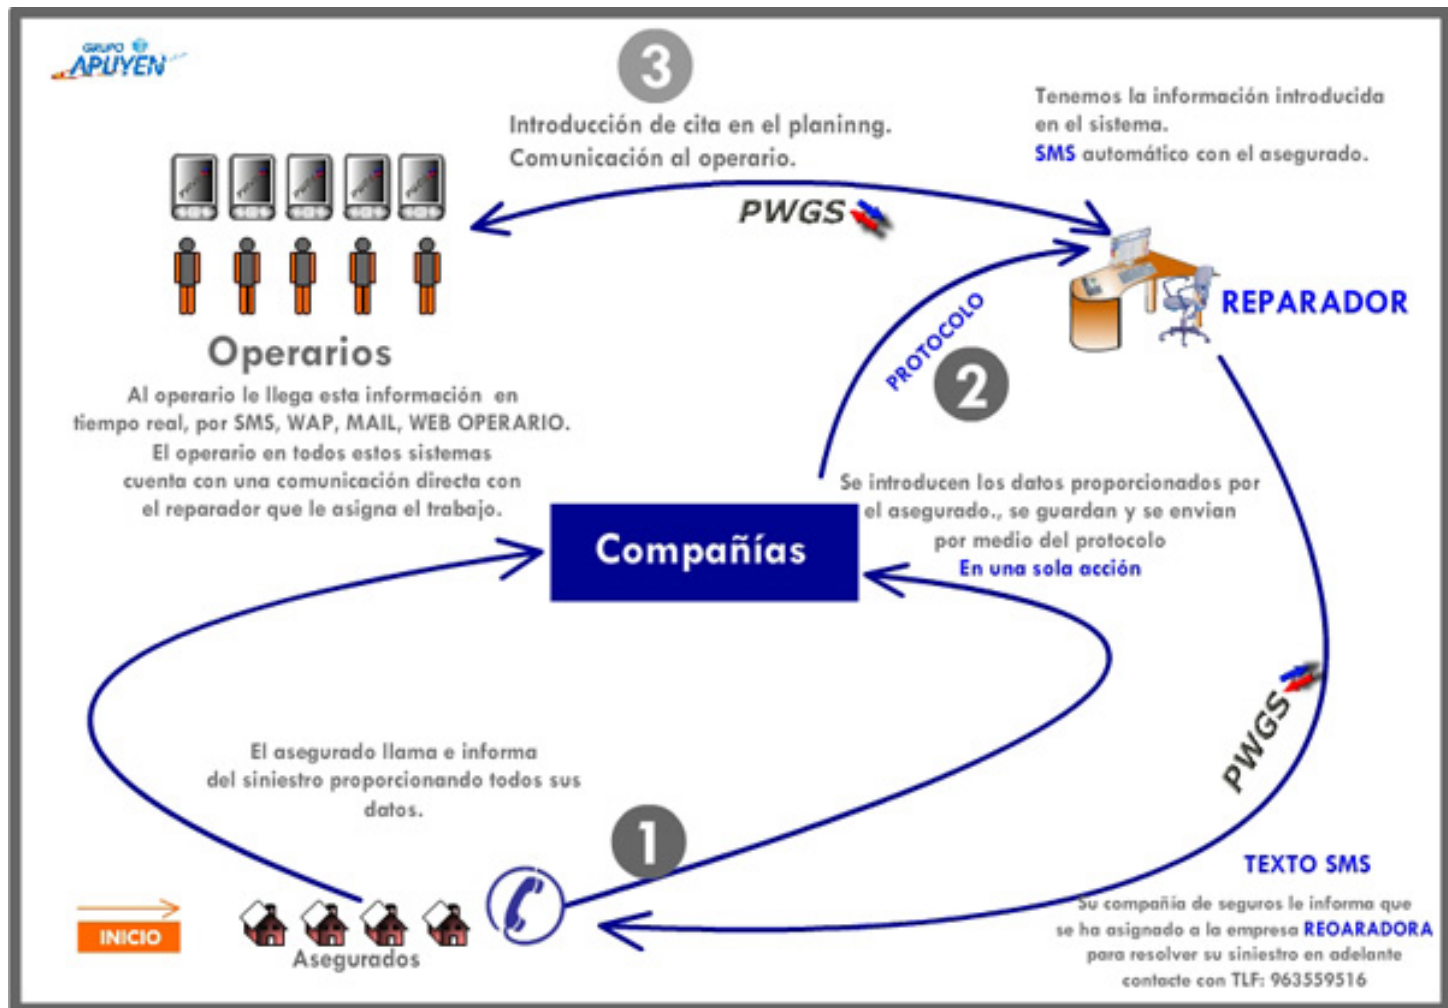 GRUPO
APUYEN
3
Introducción de cita en el planinng.
Comunicación al operario.
Tenemos la información introducida
en el sistema.
SMS automático con el asegurado.
PWGS
REPARADOR
PROTOCOLO
2
Operarios
Al operario le llega esta información en
tiempo real, por SMS, WAP, MAIL, WEB OPERARIO.
El operario en todos estos sistemas
cuenta con una comunicación directa con
el reparador que le asigna el trabajo.
Se introducen los datos proporcionados por
el asegurado., se guardan y se envian
por medio del protocolo
En una sola acción
Compañías
PWGS
El asegurado llama e informa
del siniestro proporcionando todos sus
datos.
1
INICIO
Asegurados
TEXTO SMS
Su compañía de seguros le informa que
se ha asignado a la empresa REOARADORA
para resolver su siniestro en adelante
contacte con TLF: 963559516